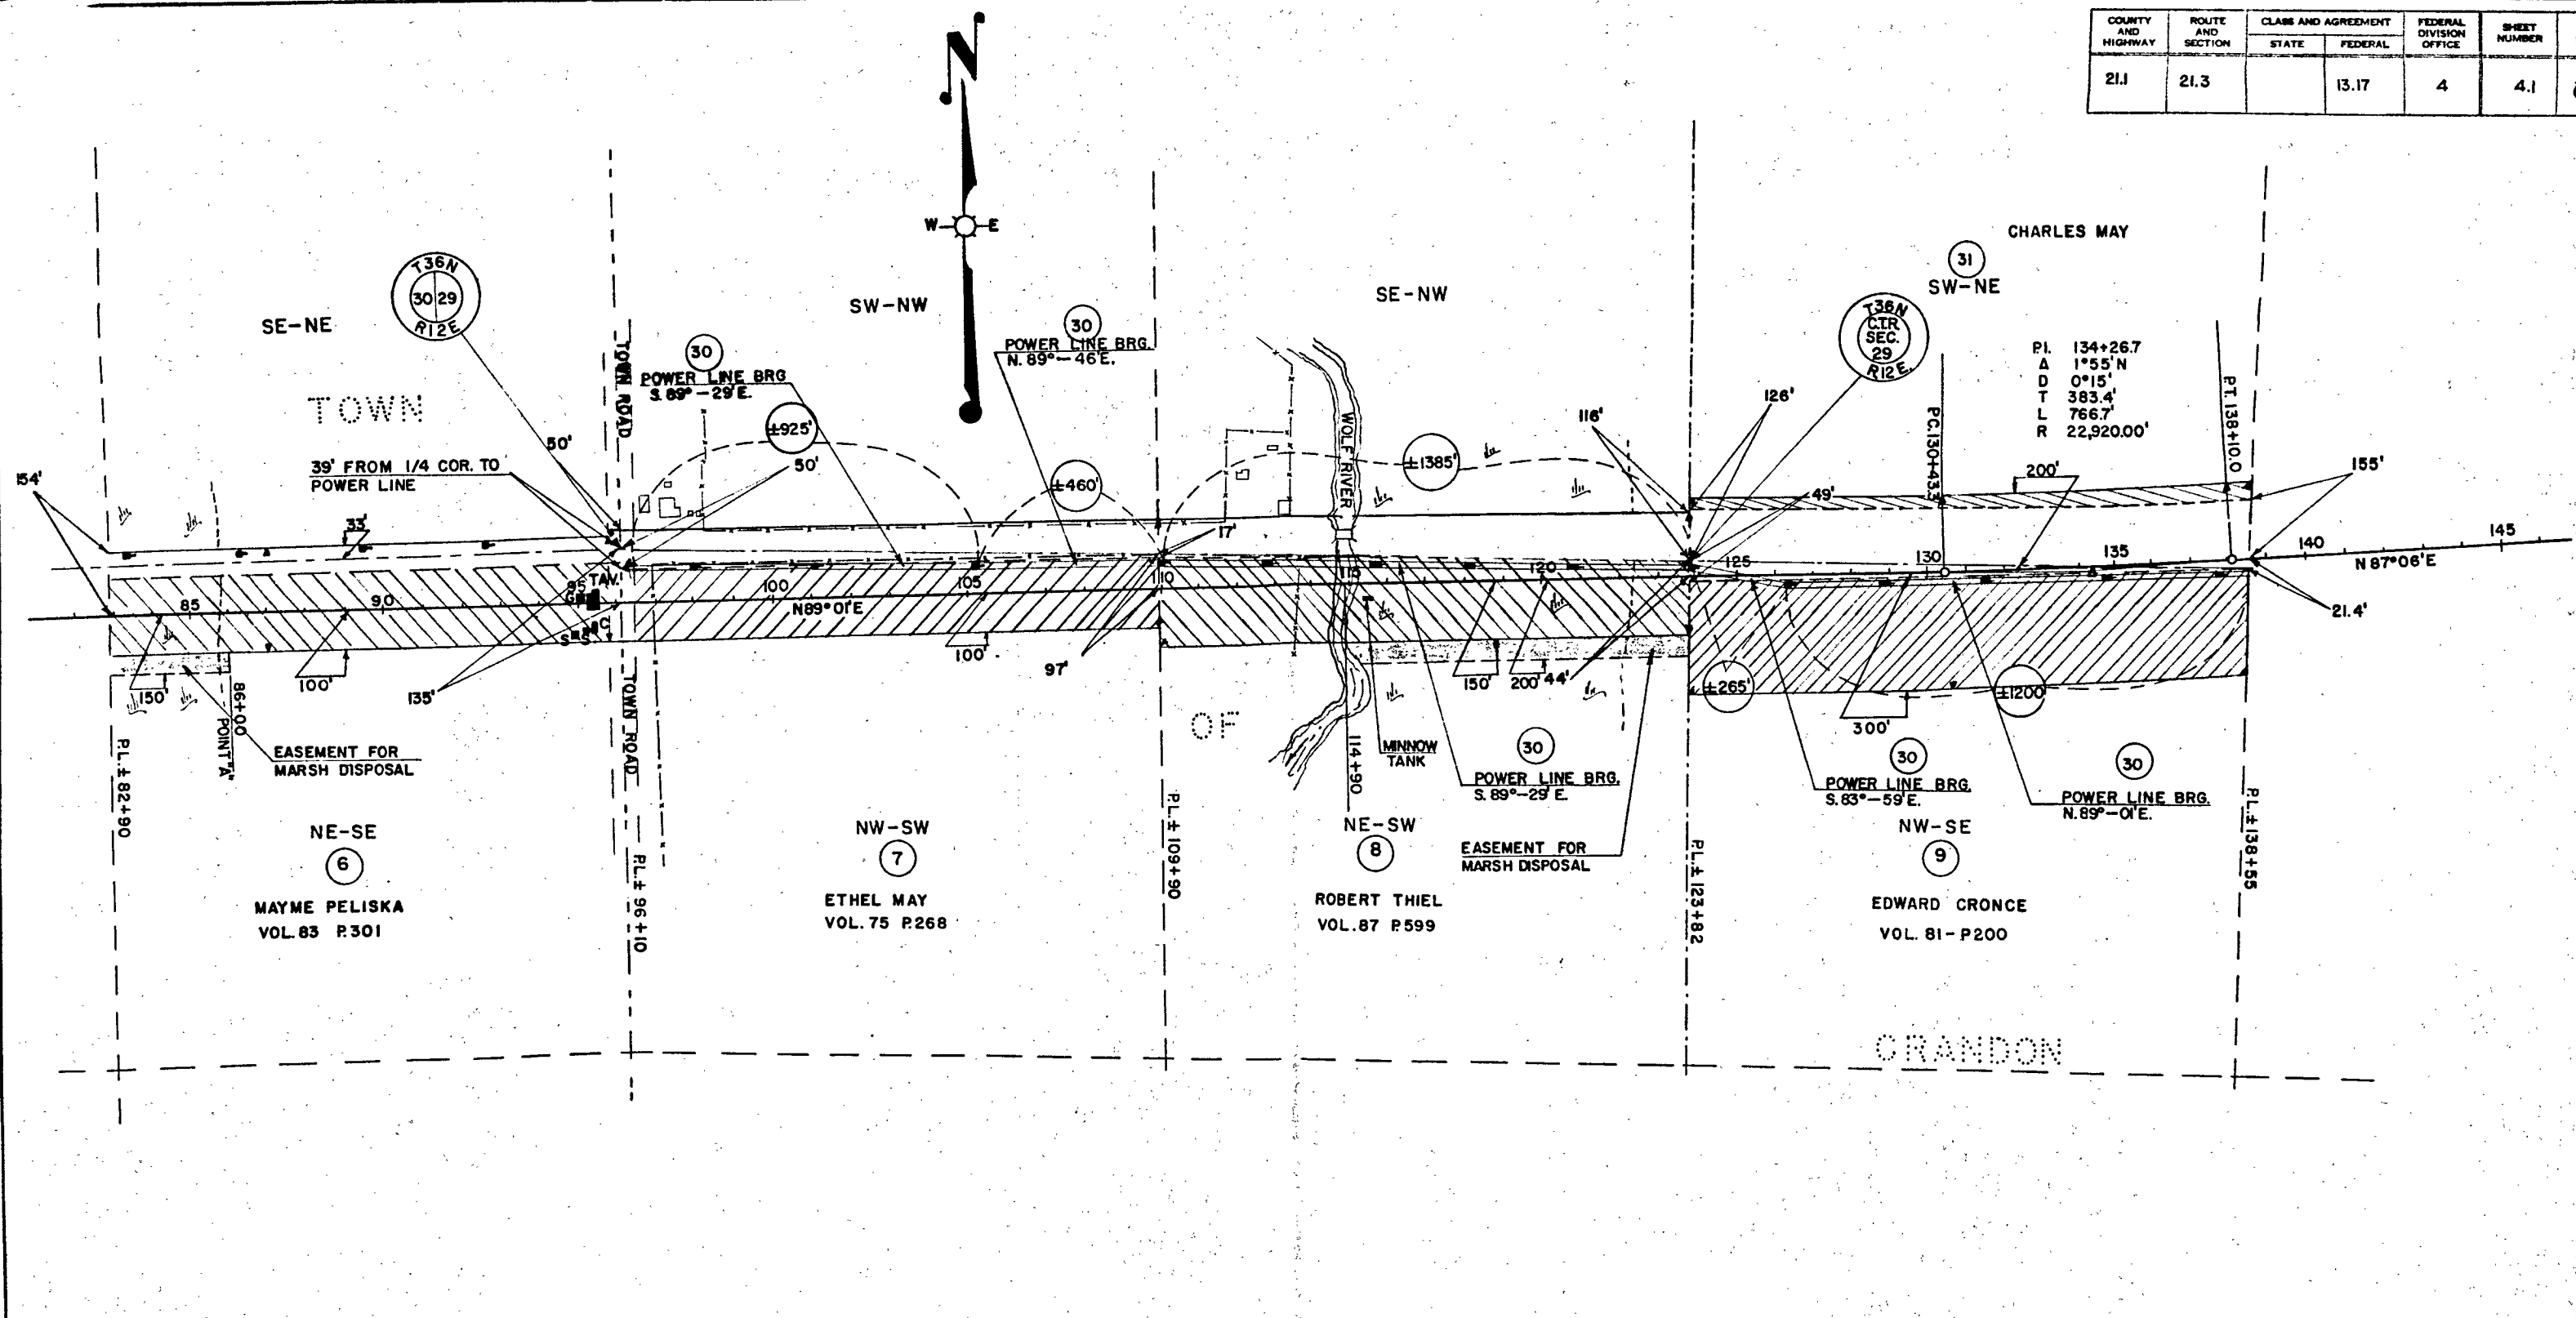 COUNTY AND HIGHWAY
ROUTE AND SECTION
CLASS AND AGREEMENT
STATE
FEDERAL
FEDERAL DIVISION OFFICE
SHEET NUMBER
21.1
21.3
13.17
4
4.1
N
W
E
CHARLES MAY
31
SW-NE
SE-NW
SW-NW
SE-NE
T36N
30 29
R12E
T36N
CTR.
SEC.
29
R12E.
P.I. 134+26.7
Δ 1°55'N
D 0°15'
T 383.4'
L 766.7'
R 22,920.00'
P.C. 130+43.3
P.T. 138+10.0
TOWN
TOWN ROAD
30
POWER LINE BRG
S. 89°-29'E.
30
POWER LINE BRG.
N. 89°-46'E.
±925'
±460'
±1385'
WOLF RIVER
116'
126'
50'
50'
39' FROM 1/4 COR. TO
POWER LINE
154'
33'
17'
49'
200'
155'
85
90
95
TAV.
G
S
S
C
100
105
110
N89°01'E
120
125
130
135
140
145
N 87°06'E
21.4'
150'
100'
135'
100'
97'
150'
200'
44'
±265'
±1200'
300'
86+00
POINT "A"
EASEMENT FOR
MARSH DISPOSAL
TOWN ROAD
OF
114+90
MINNOW
TANK
30
POWER LINE BRG.
S. 89°-29'E.
30
POWER LINE BRG.
S. 83°-59'E.
30
POWER LINE BRG.
N. 89°-01'E.
EASEMENT FOR
MARSH DISPOSAL
P.L. ± 82+90
P.L. ± 96+10
P.L. ± 109+90
P.L. ± 123+82
P.L. ± 138+55
NE-SE
6
MAYME PELISKA
VOL. 83 P.301
NW-SW
7
ETHEL MAY
VOL. 75 P.268
NE-SW
8
ROBERT THIEL
VOL. 87 P.599
NW-SE
9
EDWARD CRONCE
VOL. 81-P200
CRANDON